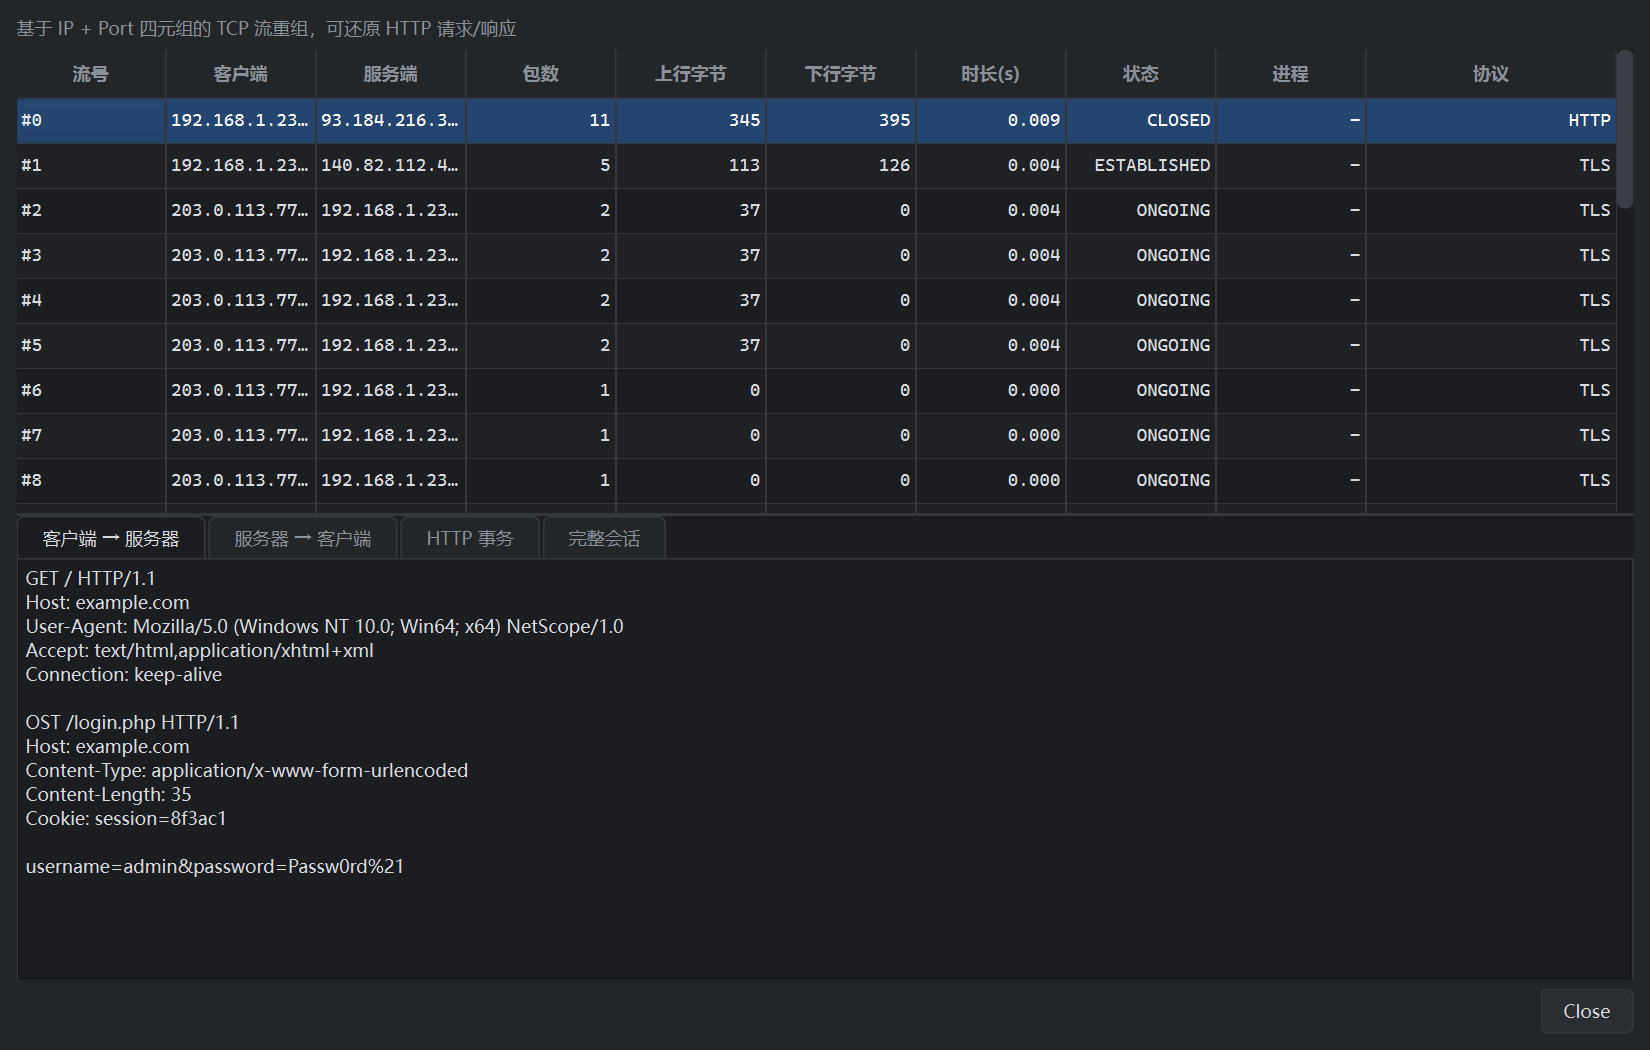 基于 IP + Port 四元组的 TCP 流重组，可还原 HTTP 请求/响应
流号 客户端 服务端 包数 上行字节 下行字节 时长(s) 状态 进程 协议
#0 192.168.1.23… 93.184.216.3… 11 345 395 0.009 CLOSED – HTTP
#1 192.168.1.23… 140.82.112.4… 5 113 126 0.004 ESTABLISHED – TLS
#2 203.0.113.77… 192.168.1.23… 2 37 0 0.004 ONGOING – TLS
#3 203.0.113.77… 192.168.1.23… 2 37 0 0.004 ONGOING – TLS
#4 203.0.113.77… 192.168.1.23… 2 37 0 0.004 ONGOING – TLS
#5 203.0.113.77… 192.168.1.23… 2 37 0 0.004 ONGOING – TLS
#6 203.0.113.77… 192.168.1.23… 1 0 0 0.000 ONGOING – TLS
#7 203.0.113.77… 192.168.1.23… 1 0 0 0.000 ONGOING – TLS
#8 203.0.113.77… 192.168.1.23… 1 0 0 0.000 ONGOING – TLS
客户端 → 服务器 服务器 → 客户端 HTTP 事务 完整会话
GET / HTTP/1.1
Host: example.com
User-Agent: Mozilla/5.0 (Windows NT 10.0; Win64; x64) NetScope/1.0
Accept: text/html,application/xhtml+xml
Connection: keep-alive
OST /login.php HTTP/1.1
Host: example.com
Content-Type: application/x-www-form-urlencoded
Content-Length: 35
Cookie: session=8f3ac1
username=admin&password=Passw0rd%21
Close